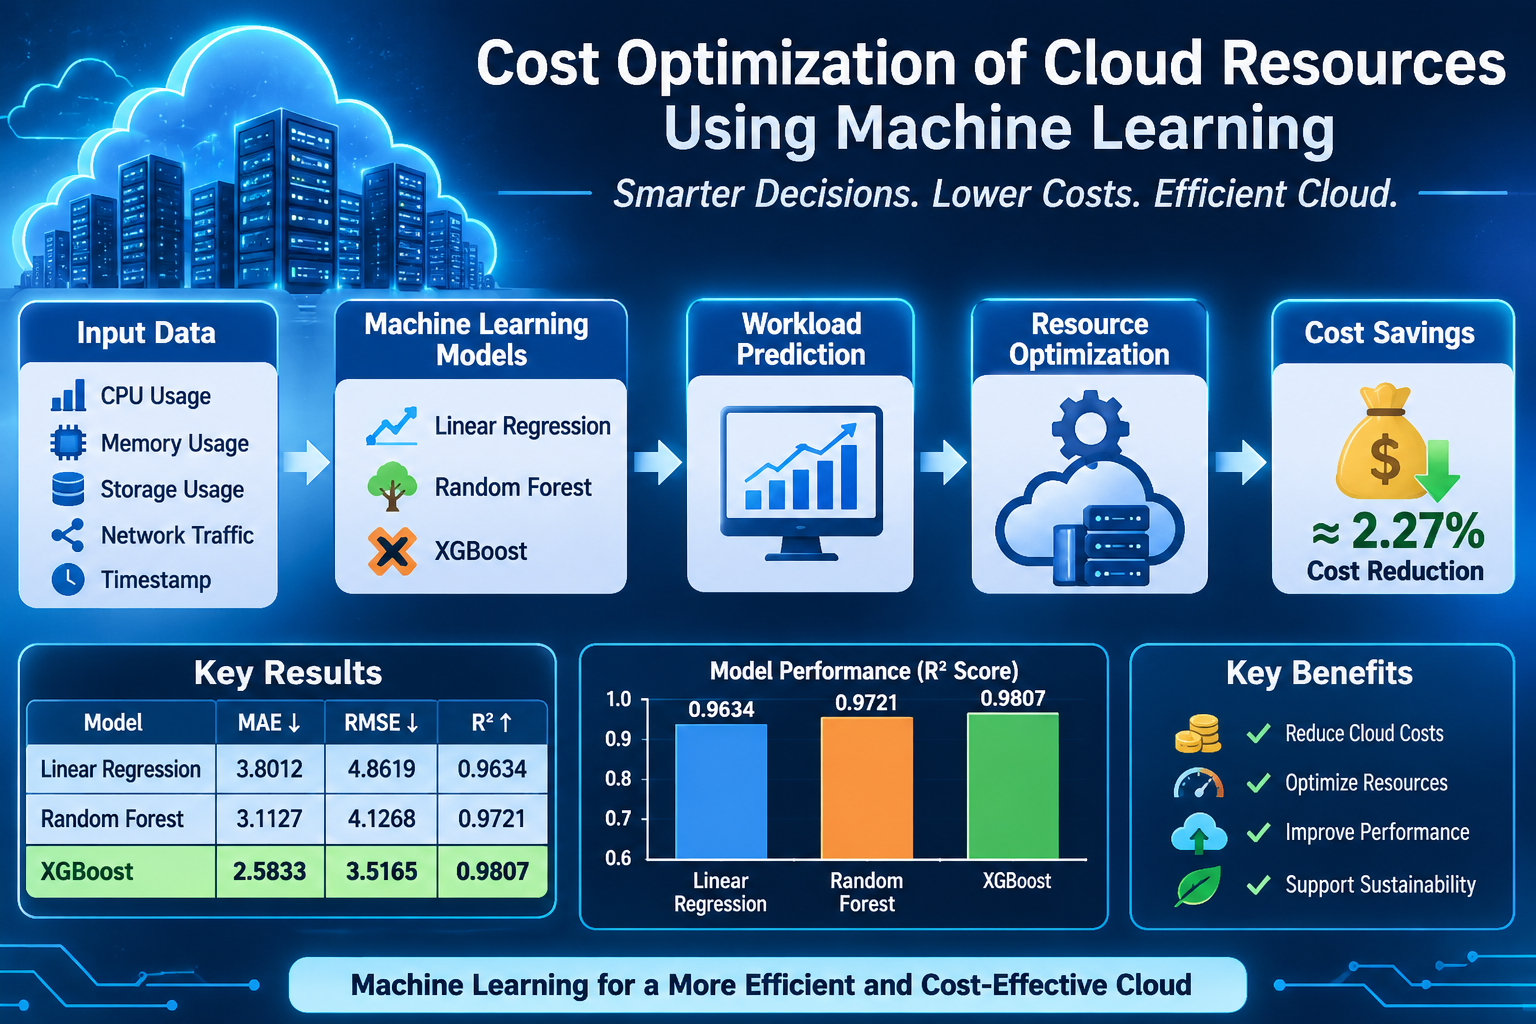 Cost Optimization of Cloud Resources
Using Machine Learning
Smarter Decisions. Lower Costs. Efficient Cloud.
Input Data
CPU Usage
Memory Usage
Storage Usage
Network Traffic
Timestamp
Machine Learning
Models
Linear Regression
Random Forest
XGBoost
Workload
Prediction
Resource
Optimization
Cost Savings
$
≈ 2.27%
Cost Reduction
Key Results
Model MAE ↓ RMSE ↓ R² ↑
Linear Regression 3.8012 4.8619 0.9634
Random Forest 3.1127 4.1268 0.9721
XGBoost 2.5833 3.5165 0.9807
Model Performance (R² Score)
1.0
0.9
0.8
0.7
0.6
0.9634
0.9721
0.9807
Linear
Regression
Random
Forest
XGBoost
Key Benefits
Reduce Cloud Costs
Optimize Resources
Improve Performance
Support Sustainability
Machine Learning for a More Efficient and Cost-Effective Cloud